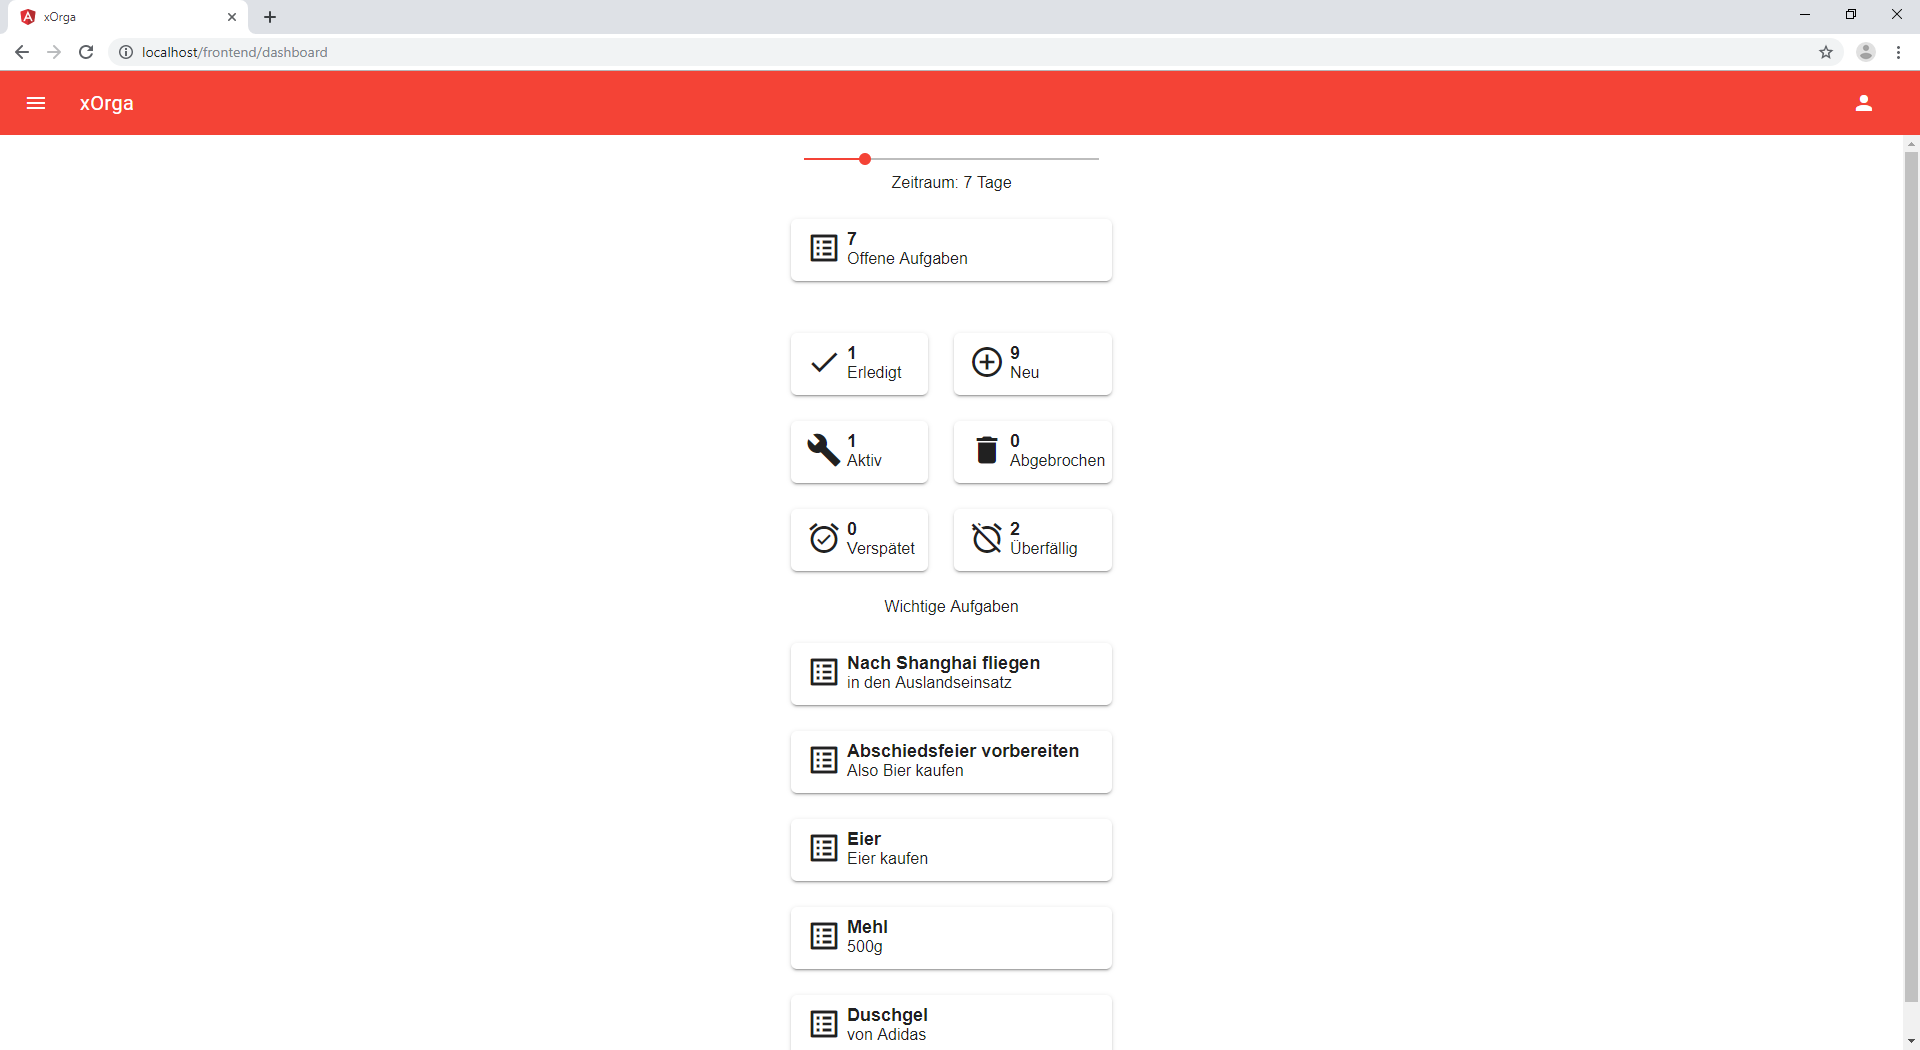 xOrga
localhost/frontend/dashboard
xOrga
Zeitraum: 7 Tage
7
Offene Aufgaben
1
Erledigt
9
Neu
1
Aktiv
0
Abgebrochen
0
Verspätet
2
Überfällig
Wichtige Aufgaben
Nach Shanghai fliegen
in den Auslandseinsatz
Abschiedsfeier vorbereiten
Also Bier kaufen
Eier
Eier kaufen
Mehl
500g
Duschgel
von Adidas